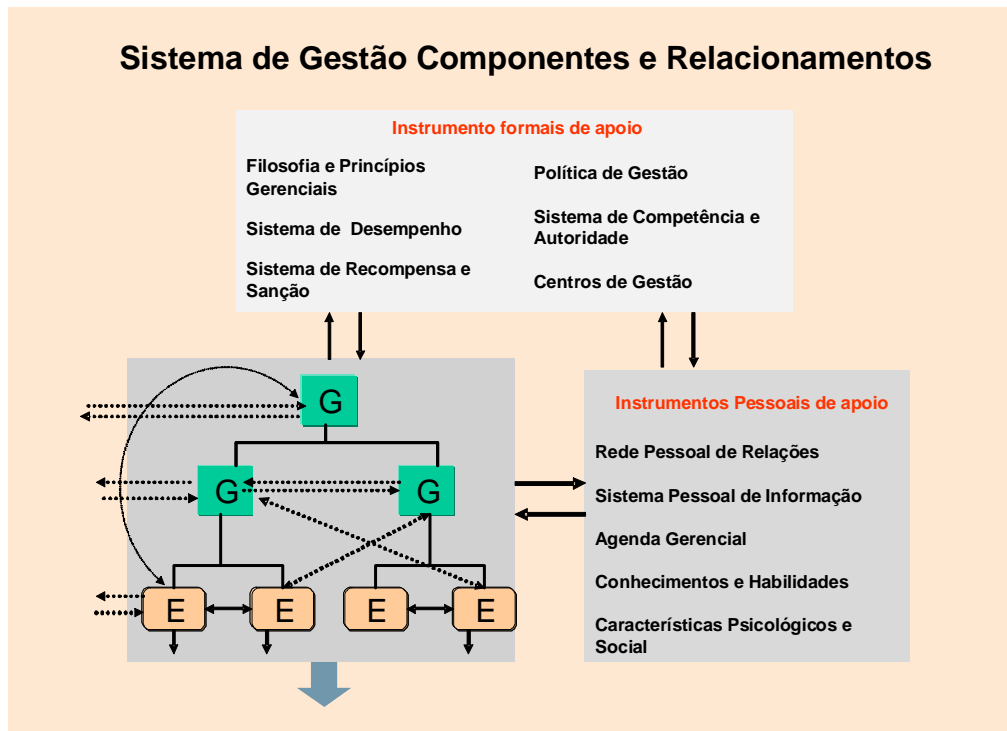 Sistema de Gestão Componentes e Relacionamentos
Instrumento formais de apoio
Filosofia e Princípios
Gerenciais
Sistema de Desempenho
Sistema de Recompensa e
Sanção
Política de Gestão
Sistema de Competência e
Autoridade
Centros de Gestão
G
G
G
E
E
E
E
Instrumentos Pessoais de apoio
Rede Pessoal de Relações
Sistema Pessoal de Informação
Agenda Gerencial
Conhecimentos e Habilidades
Características Psicológicos e
Social